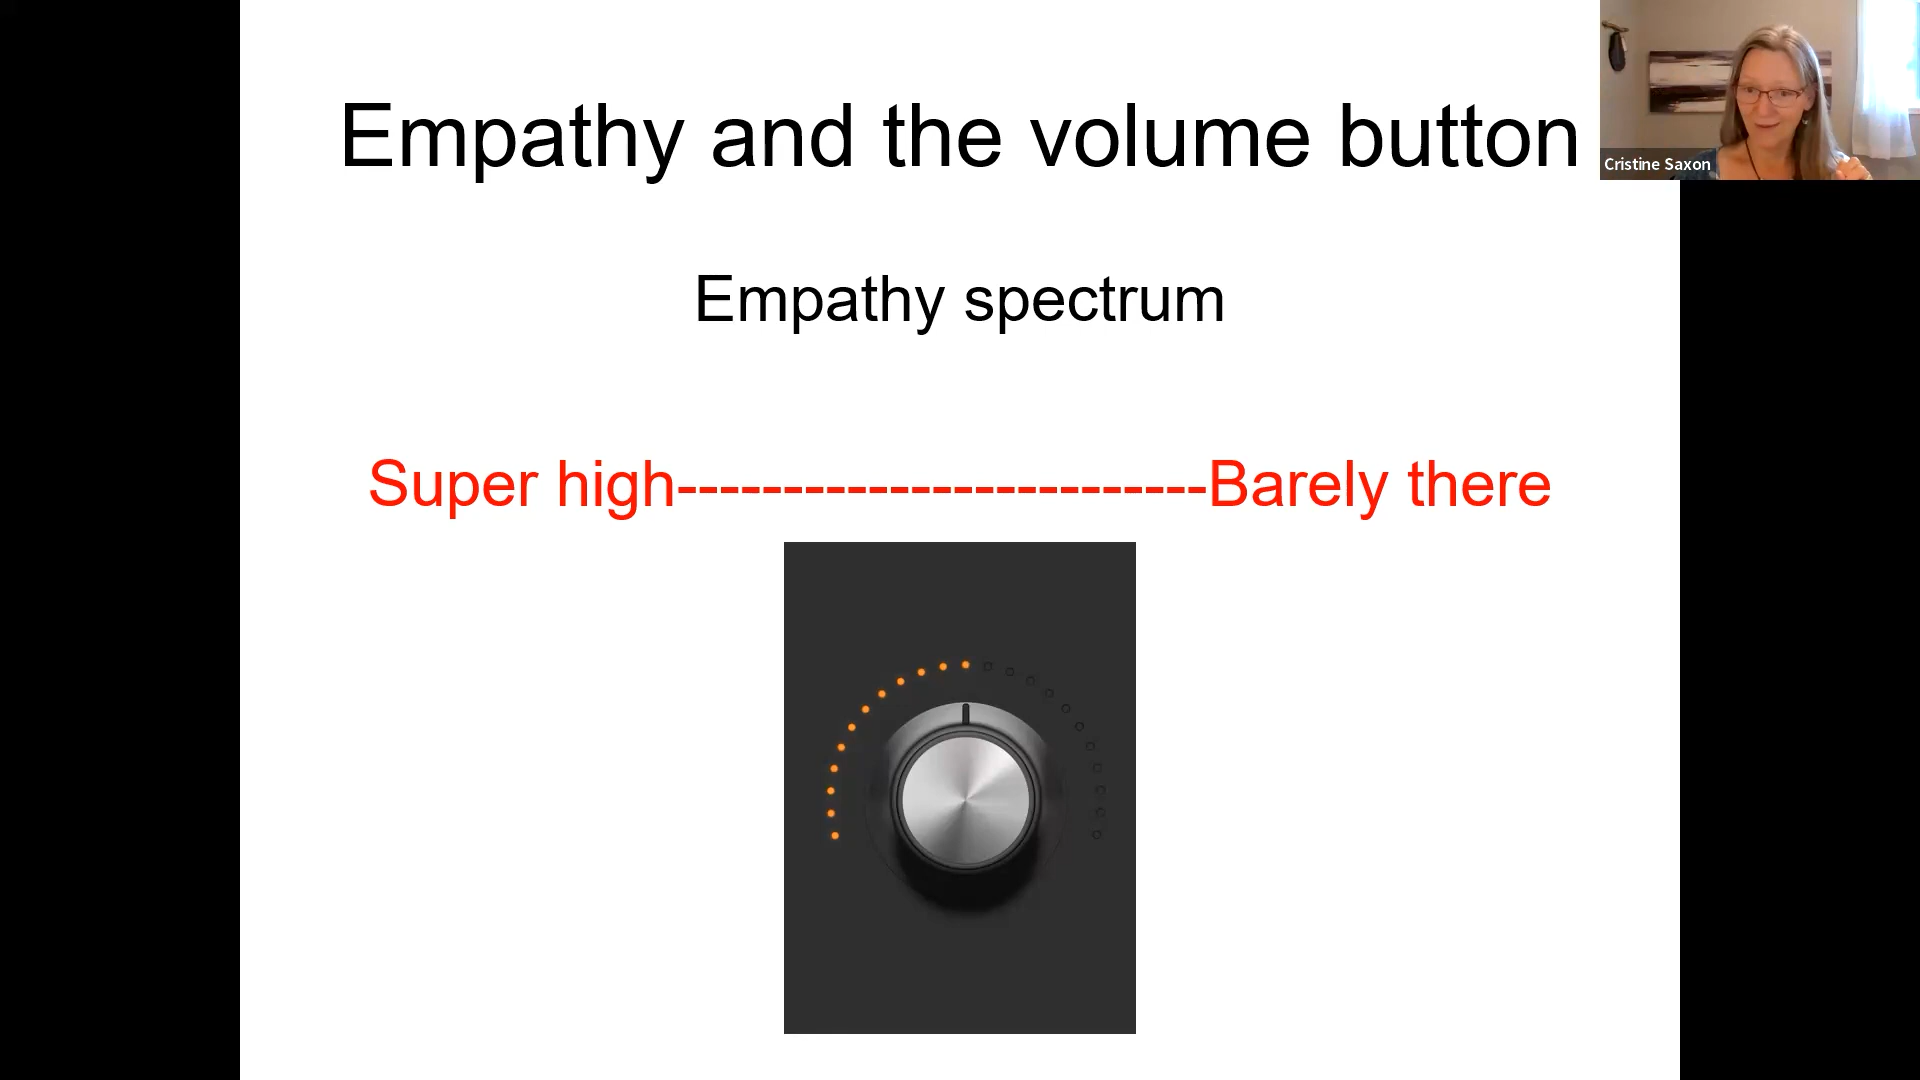 Empathy and the volume button
Cristine Saxon
Empathy spectrum
Super high-------------------------Barely there